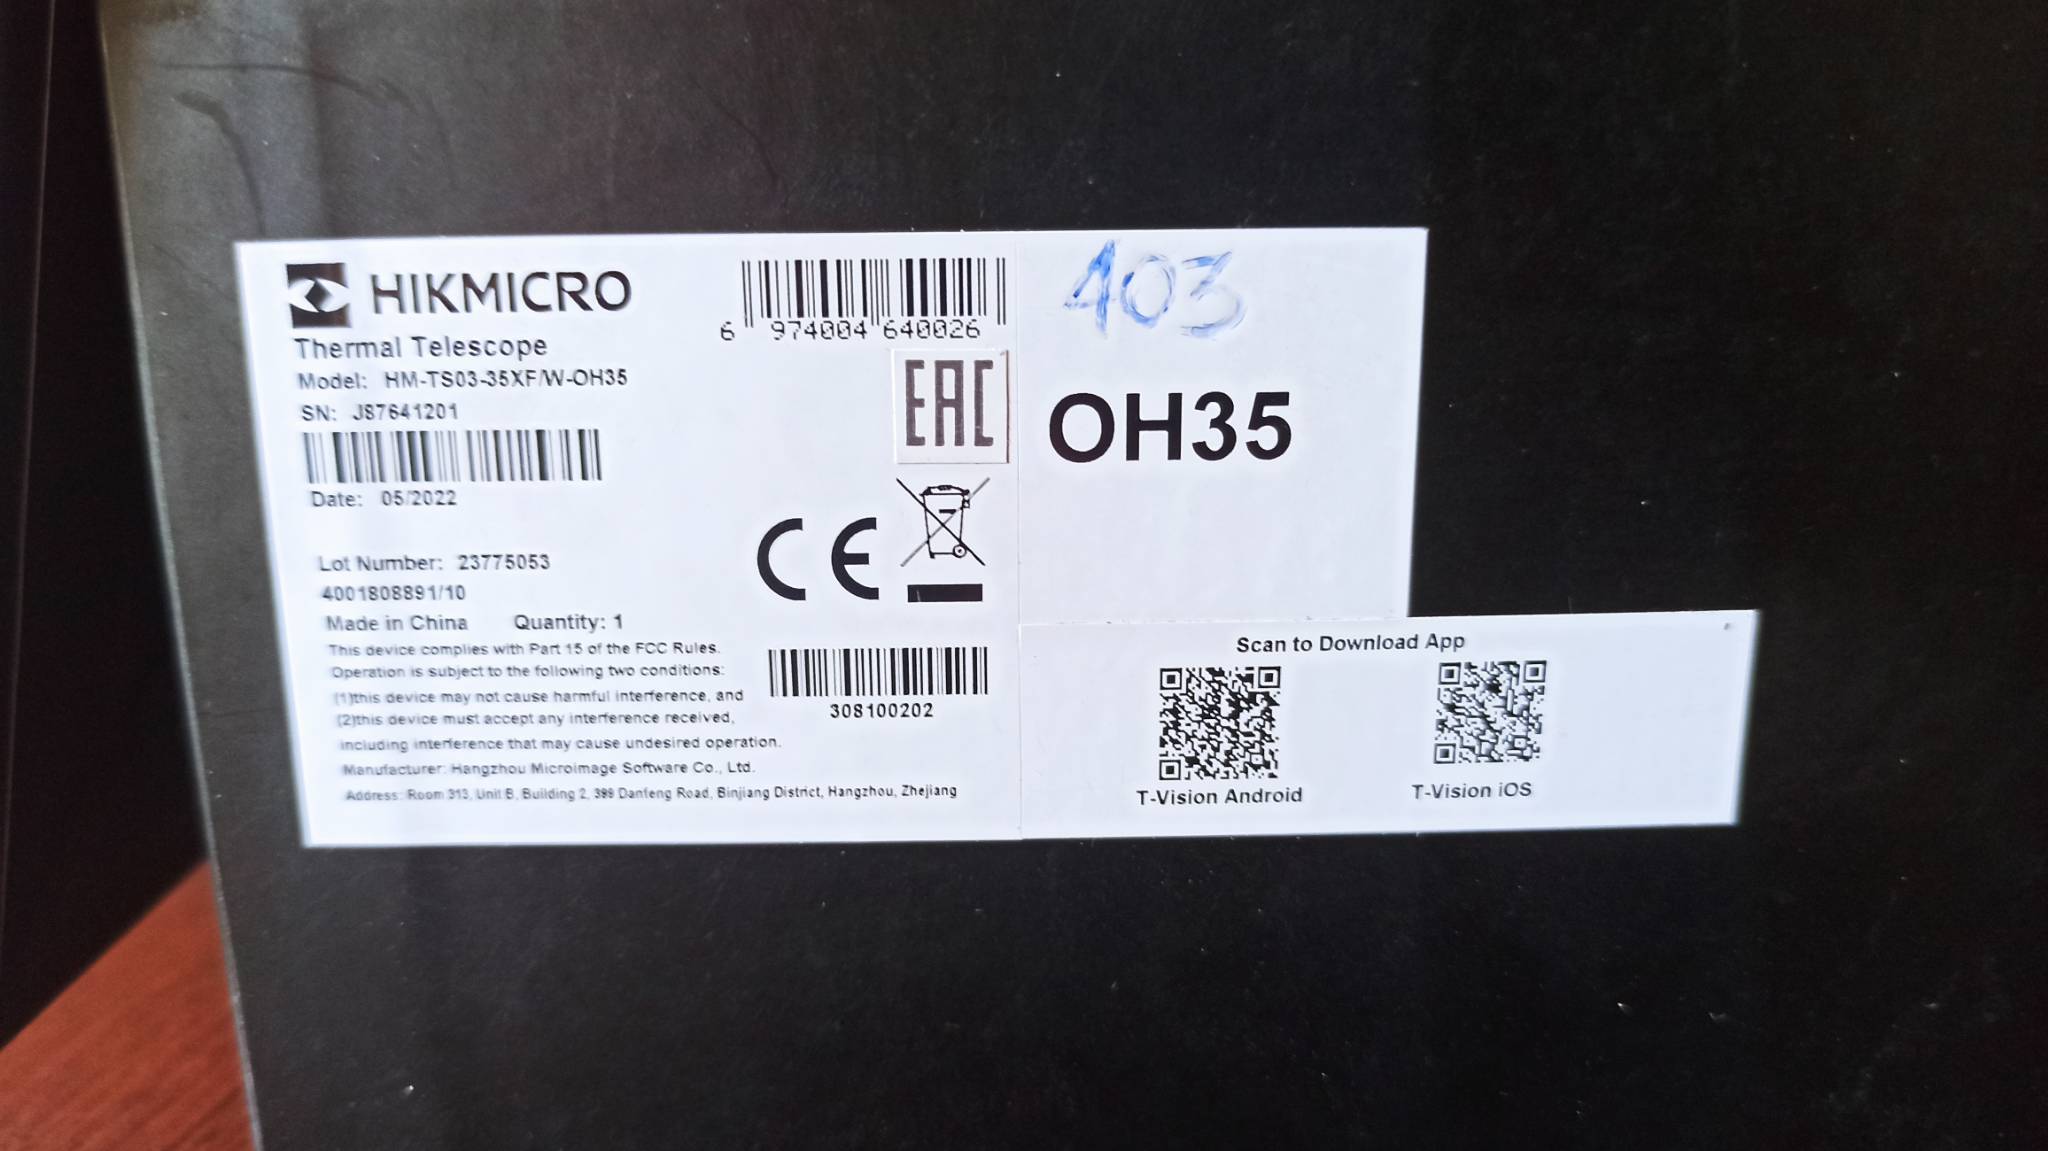 HIKMICRO
Thermal Telescope
Model: HM-TS03-35XF/W-OH35
SN: J87641201
Date: 05/2022
Lot Number: 23775053
4001808891/10
Made in China Quantity: 1
This device complies with Part 15 of the FCC Rules.
Operation is subject to the following two conditions:
(1)this device may not cause harmful interference, and
(2)this device must accept any interference received,
including interference that may cause undesired operation.
Manufacturer: Hangzhou Microimage Software Co., Ltd.
Address: Room 313, Unit B, Building 2, 399 Danfeng Road, Binjiang District, Hangzhou, Zhejiang
6 974004 640026
EAC
CE
308100202
403
OH35
Scan to Download App
T-Vision Android
T-Vision iOS